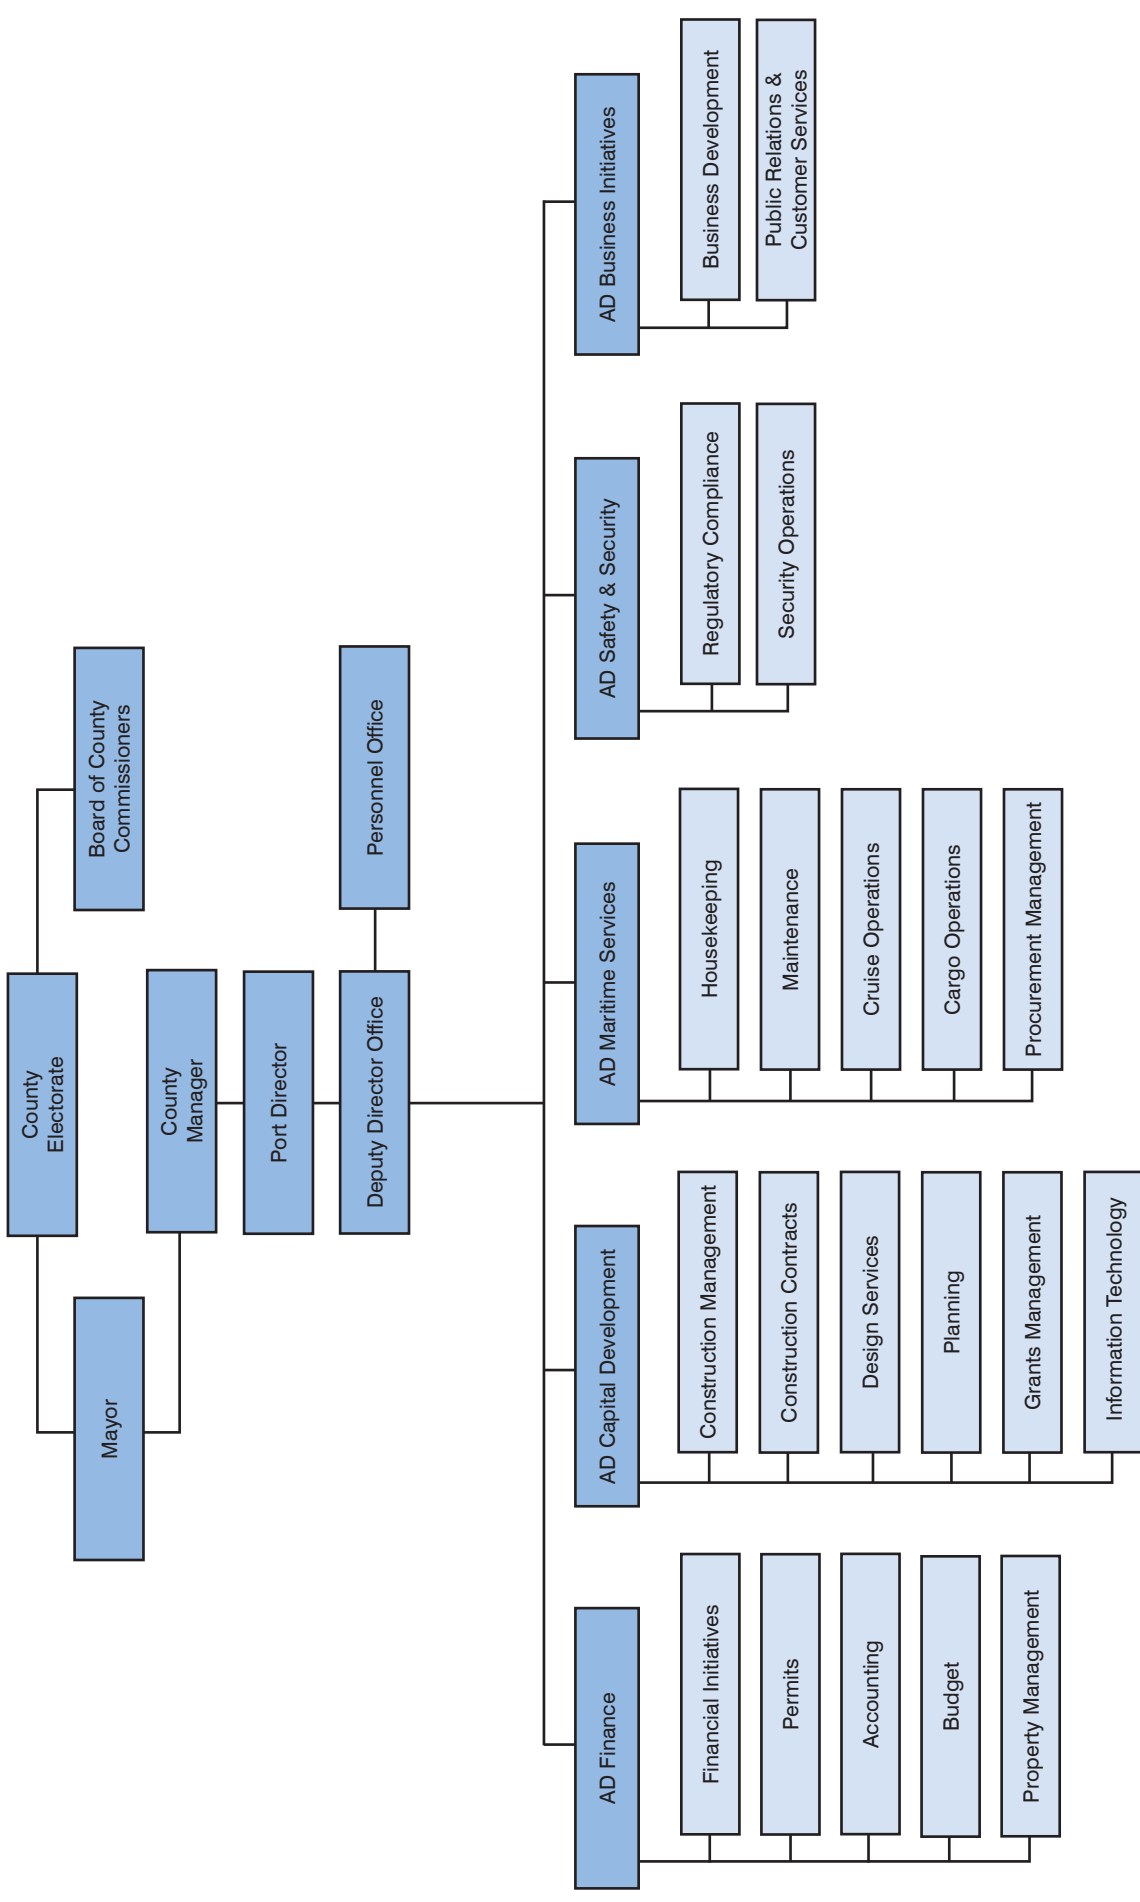 County
Electorate
Mayor
Board of County
Commissioners
County
Manager
Port Director
Deputy Director Office
Personnel Office
AD Finance
Financial Initiatives
Permits
Accounting
Budget
Property Management
AD Capital Development
Construction Management
Construction Contracts
Design Services
Planning
Grants Management
Information Technology
AD Maritime Services
Housekeeping
Maintenance
Cruise Operations
Cargo Operations
Procurement Management
AD Safety & Security
Regulatory Compliance
Security Operations
AD Business Initiatives
Business Development
Public Relations &
Customer Services